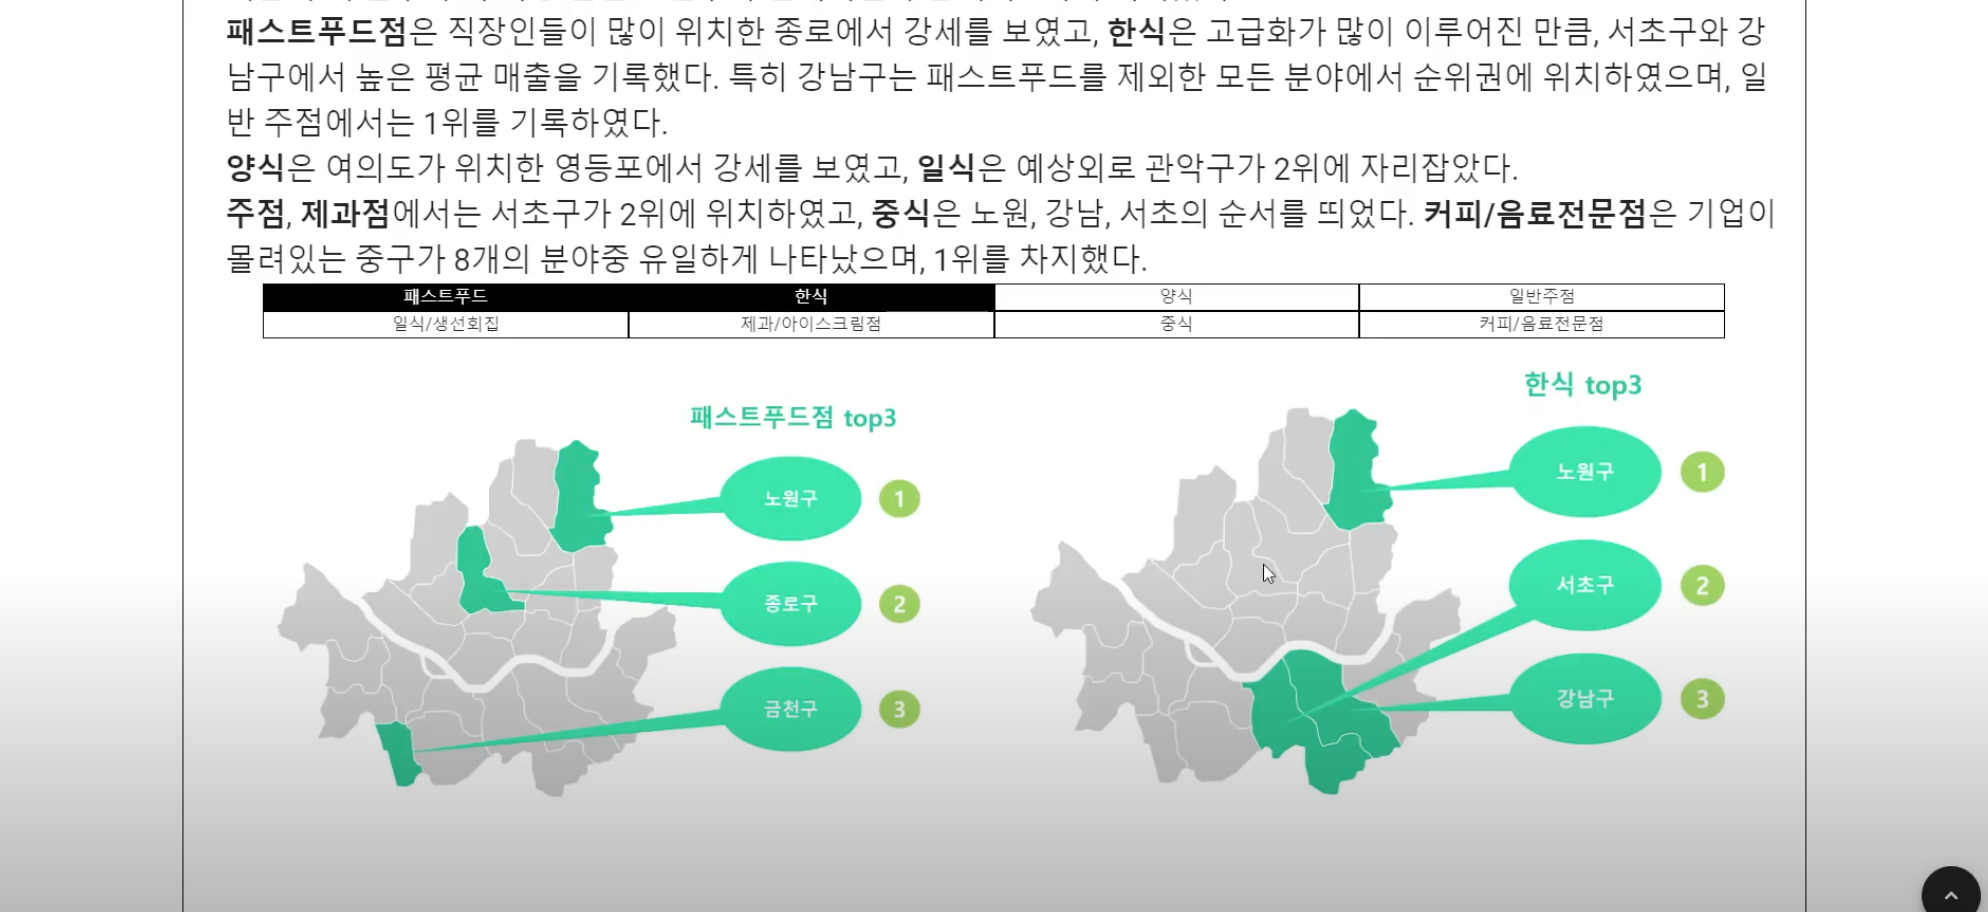 패스트푸드점은 직장인들이 많이 위치한 종로에서 강세를 보였고, 한식은 고급화가 많이 이루어진 만큼, 서초구와 강
남구에서 높은 평균 매출을 기록했다. 특히 강남구는 패스트푸드를 제외한 모든 분야에서 순위권에 위치하였으며, 일
반 주점에서는 1위를 기록하였다.
양식은 여의도가 위치한 영등포에서 강세를 보였고, 일식은 예상외로 관악구가 2위에 자리잡았다.
주점, 제과점에서는 서초구가 2위에 위치하였고, 중식은 노원, 강남, 서초의 순서를 띄었다. 커피/음료전문점은 기업이
몰려있는 중구가 8개의 분야중 유일하게 나타났으며, 1위를 차지했다.
패스트푸드 한식 양식 일반주점
일식/생선회집 제과/아이스크림점 중식 커피/음료전문점
패스트푸드점 top3
노원구 1
종로구 2
금천구 3
한식 top3
노원구 1
서초구 2
강남구 3